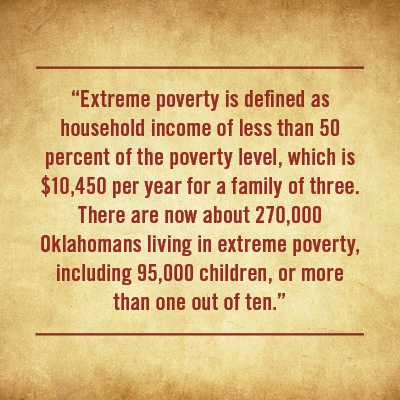 “Extreme poverty is defined as
household income of less than 50
percent of the poverty level, which is
$10,450 per year for a family of three.
There are now about 270,000
Oklahomans living in extreme poverty,
including 95,000 children, or more
than one out of ten.”